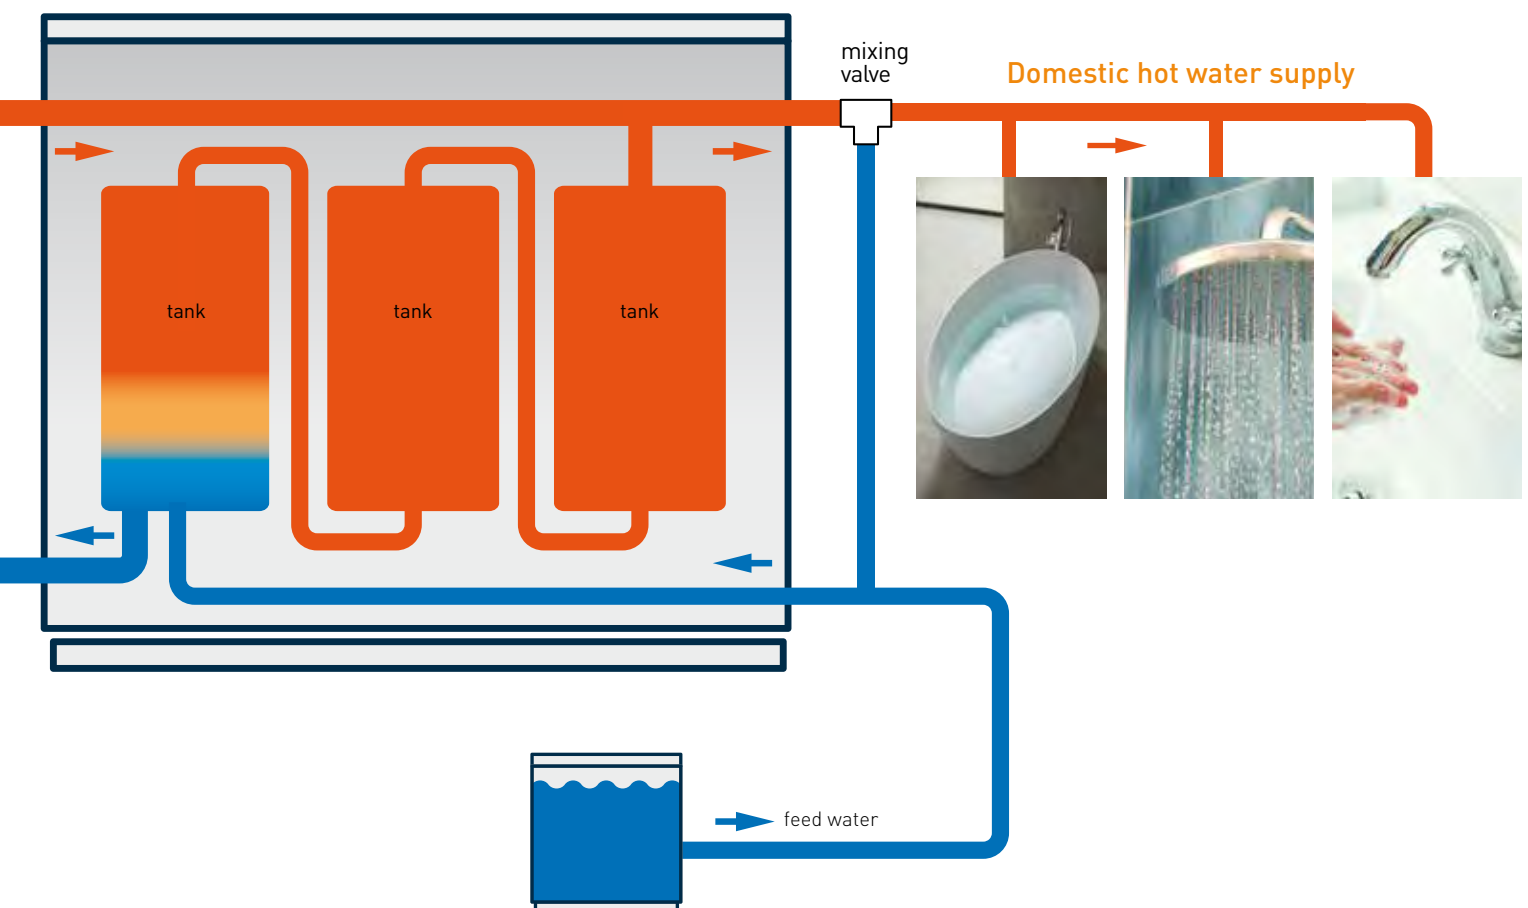 mixing
valve
Domestic hot water supply
tank
tank
tank
feed water